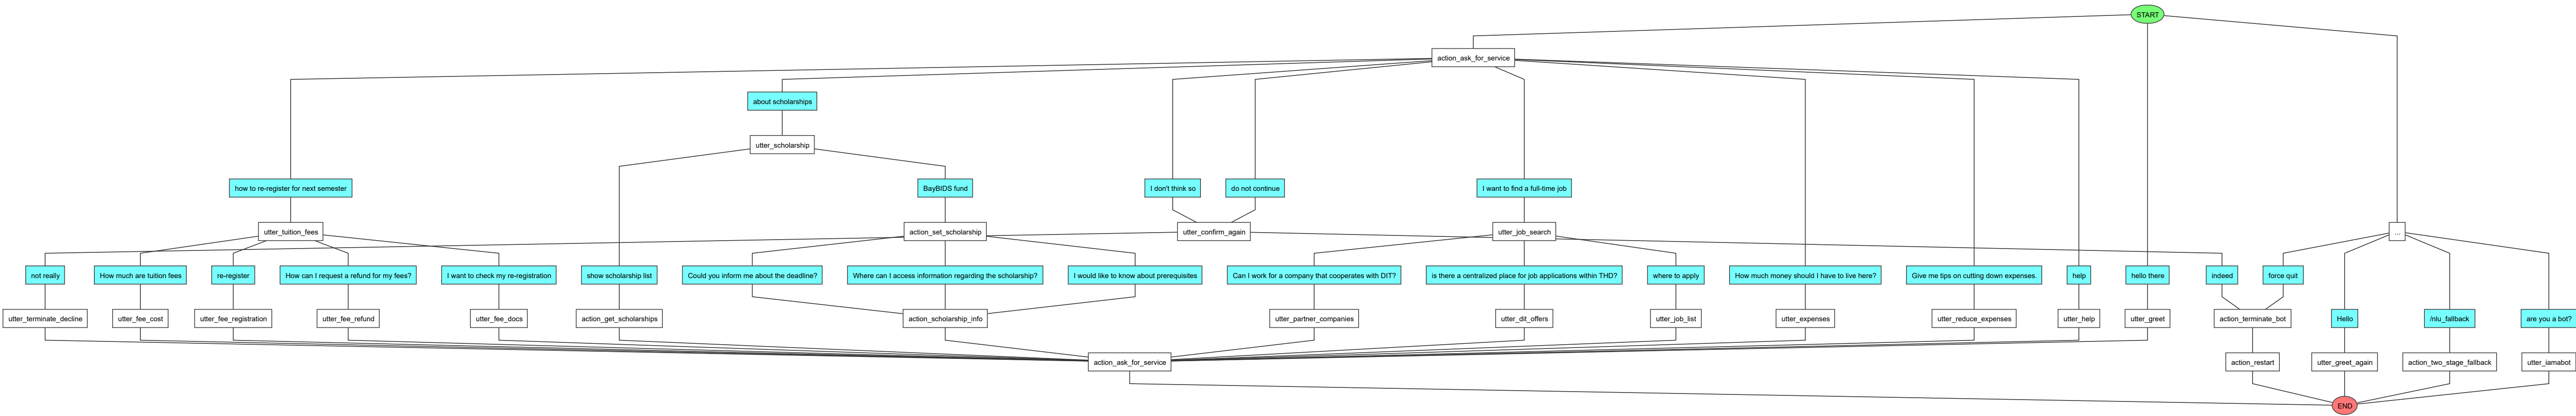 START
action_ask_for_service
about scholarships
utter_scholarship
how to re-register for next semester
BayBIDS fund
I don't think so
do not continue
I want to find a full-time job
utter_tuition_fees
action_set_scholarship
utter_confirm_again
utter_job_search
...
not really
How much are tuition fees
re-register
How can I request a refund for my fees?
I want to check my re-registration
show scholarship list
Could you inform me about the deadline?
Where can I access information regarding the scholarship?
I would like to know about prerequisites
Can I work for a company that cooperates with DIT?
is there a centralized place for job applications within THD?
where to apply
How much money should I have to live here?
Give me tips on cutting down expenses.
help
hello there
indeed
force quit
utter_terminate_decline
utter_fee_cost
utter_fee_registration
utter_fee_refund
utter_fee_docs
action_get_scholarships
action_scholarship_info
utter_partner_companies
utter_dit_offers
utter_job_list
utter_expenses
utter_reduce_expenses
utter_help
utter_greet
action_terminate_bot
Hello
/nlu_fallback
are you a bot?
action_ask_for_service
action_restart
utter_greet_again
action_two_stage_fallback
utter_iamabot
END